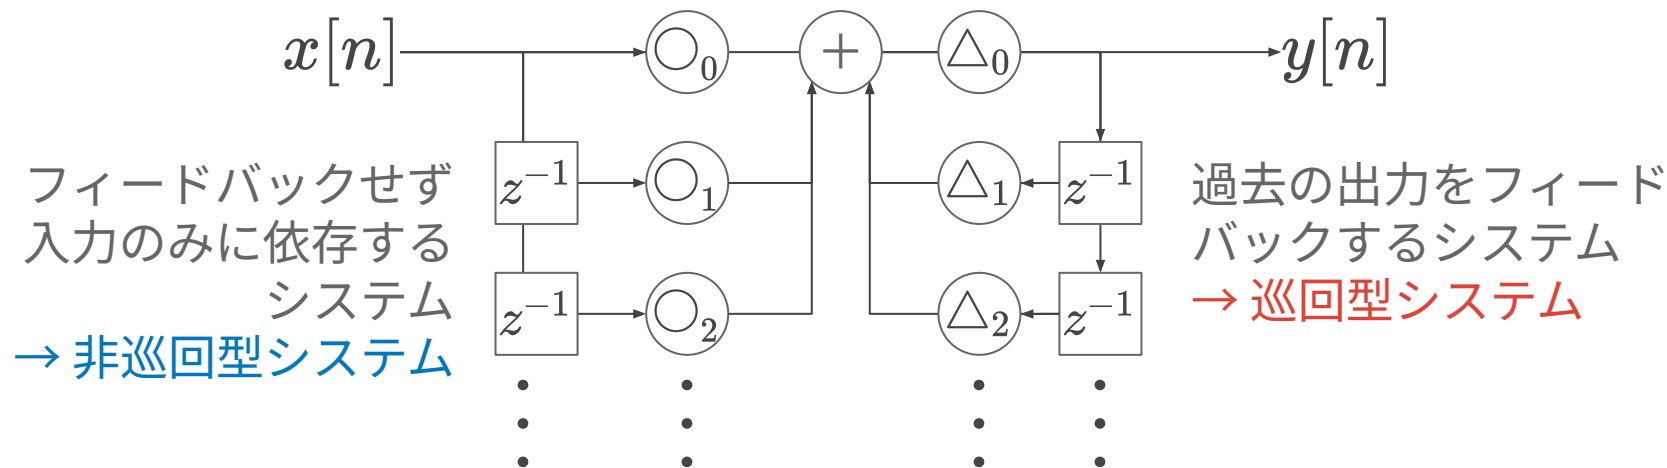 x[n] ○₀ + △₀ y[n]
z⁻¹ ○₁ △₁ z⁻¹
z⁻¹ ○₂ △₂ z⁻¹
フィードバックせず
入力のみに依存する
システム
→ 非巡回型システム
過去の出力をフィード
バックするシステム
→ 巡回型システム